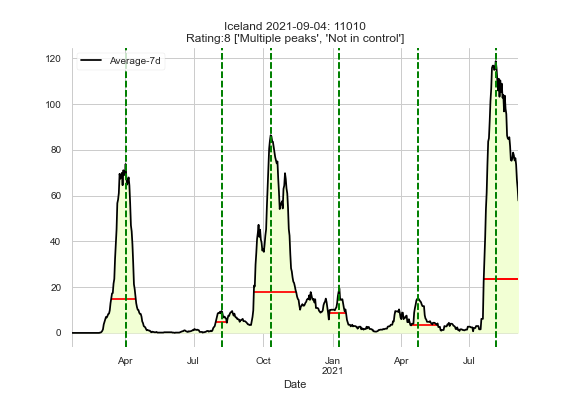 Iceland 2021-09-04: 11010
Rating:8 ['Multiple peaks', 'Not in control']
Average-7d
120
100
80
60
40
20
0
Apr Jul Oct Jan Apr Jul
2021
Date